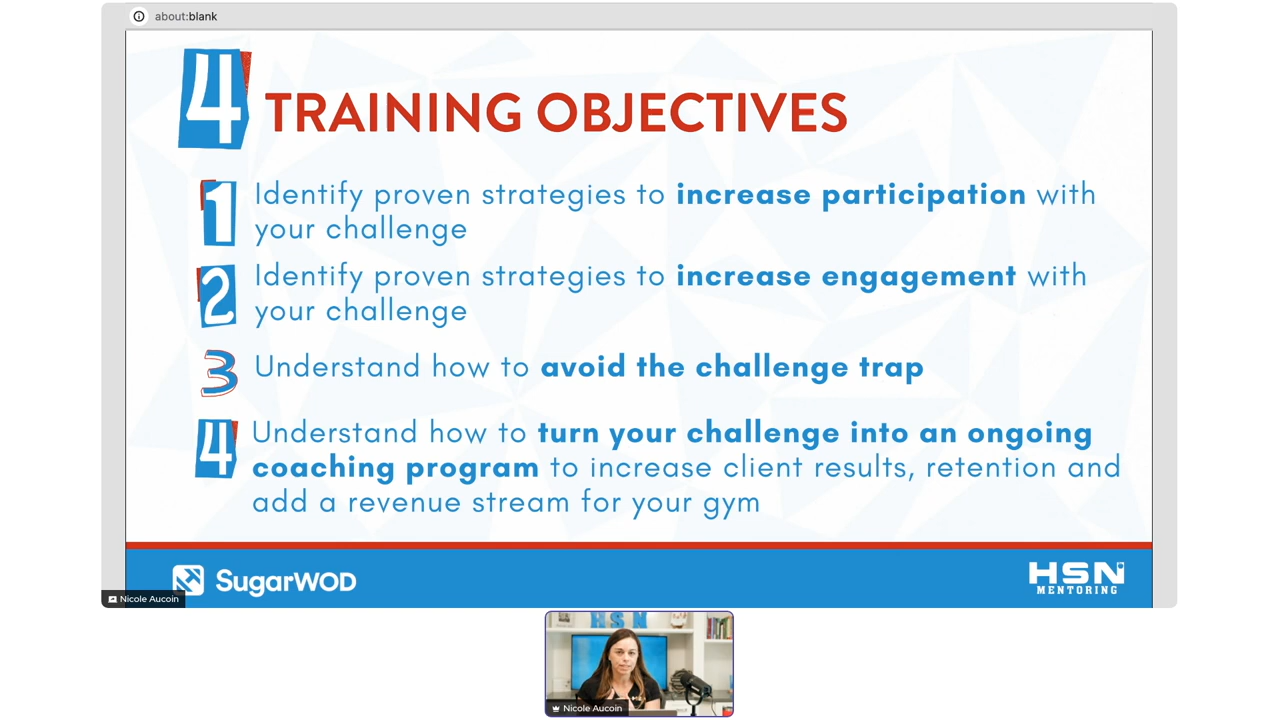 about:blank
4 TRAINING OBJECTIVES
1 Identify proven strategies to increase participation with
your challenge
2 Identify proven strategies to increase engagement with
your challenge
3 Understand how to avoid the challenge trap
4 Understand how to turn your challenge into an ongoing
coaching program to increase client results, retention and
add a revenue stream for your gym
SugarWOD
HSN
MENTORING
Nicole Aucoin
HSN
Nicole Aucoin